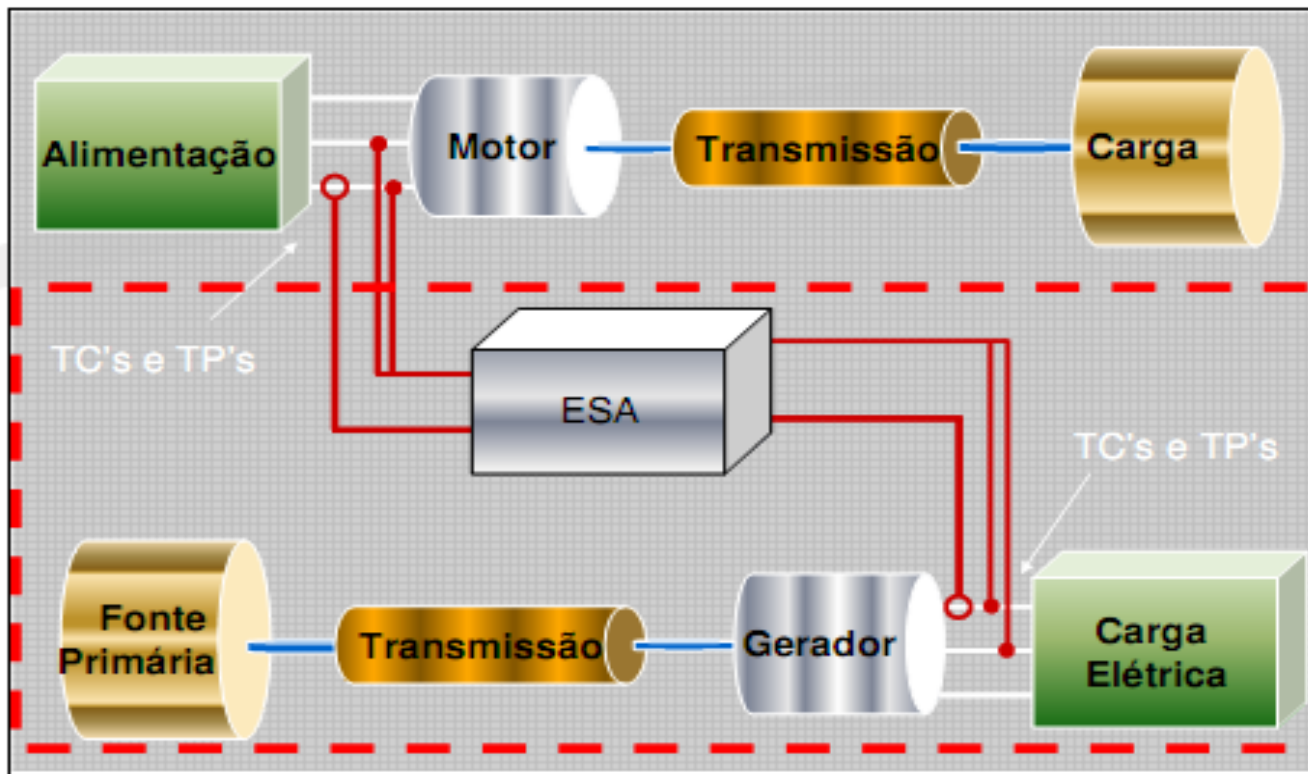 Alimentação
Motor
Transmissão
Carga
TC's e TP's
ESA
TC's e TP's
Fonte
Primária
Transmissão
Gerador
Carga
Elétrica